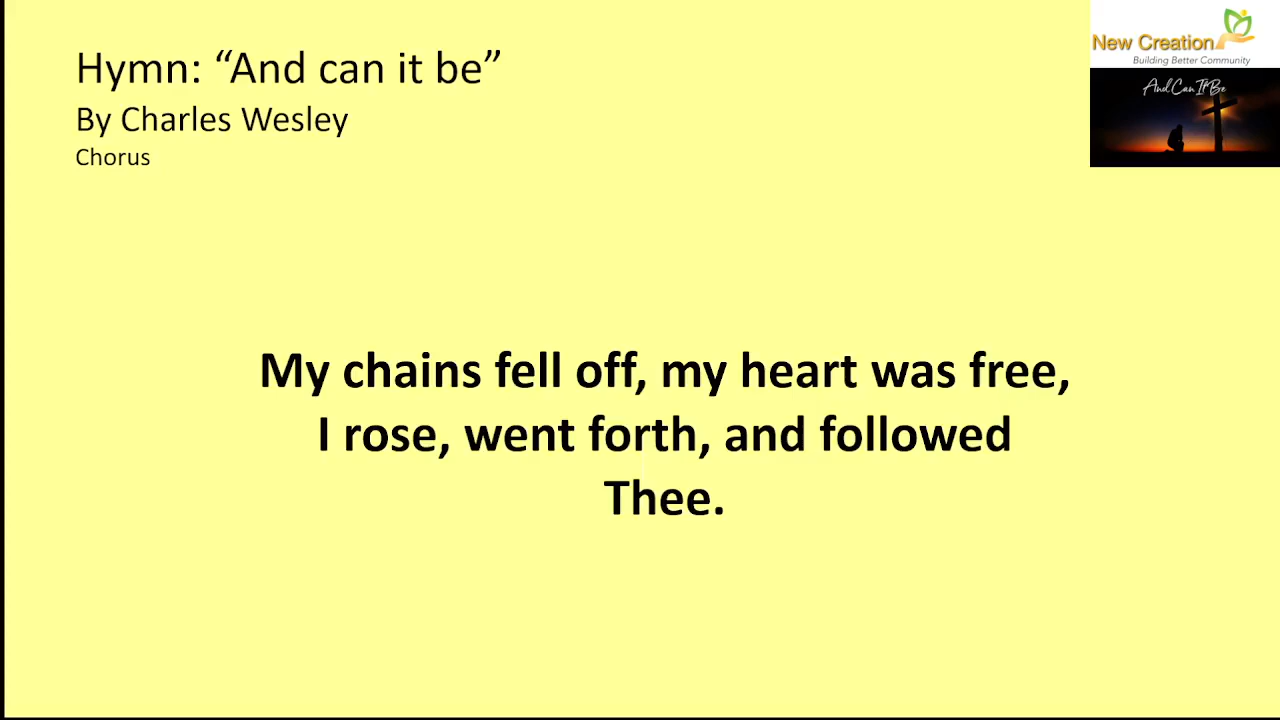 Hymn: “And can it be”
By Charles Wesley
Chorus
New Creation
Building Better Community
And Can It Be
My chains fell off, my heart was free,
I rose, went forth, and followed
Thee.